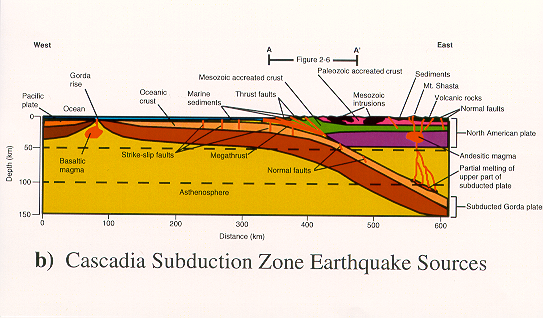 West
East
A
A'
Figure 2-6
Gorda
rise
Pacific
plate
Ocean
Oceanic
crust
Marine
sediments
Mesozoic accreated crust
Thrust faults
Paleozoic accreated crust
Mesozoic
intrusions
Sediments
Mt. Shasta
Volcanic rocks
Normal faults
North American plate
Andesitic magma
Partial melting of
upper part of
subducted plate
Subducted Gorda plate
Basaltic
magma
Strike-slip faults
Megathrust
Normal faults
Asthenosphere
Depth (km)
0
50
100
150
0
100
200
300
400
500
600
Distance (km)
b) Cascadia Subduction Zone Earthquake Sources